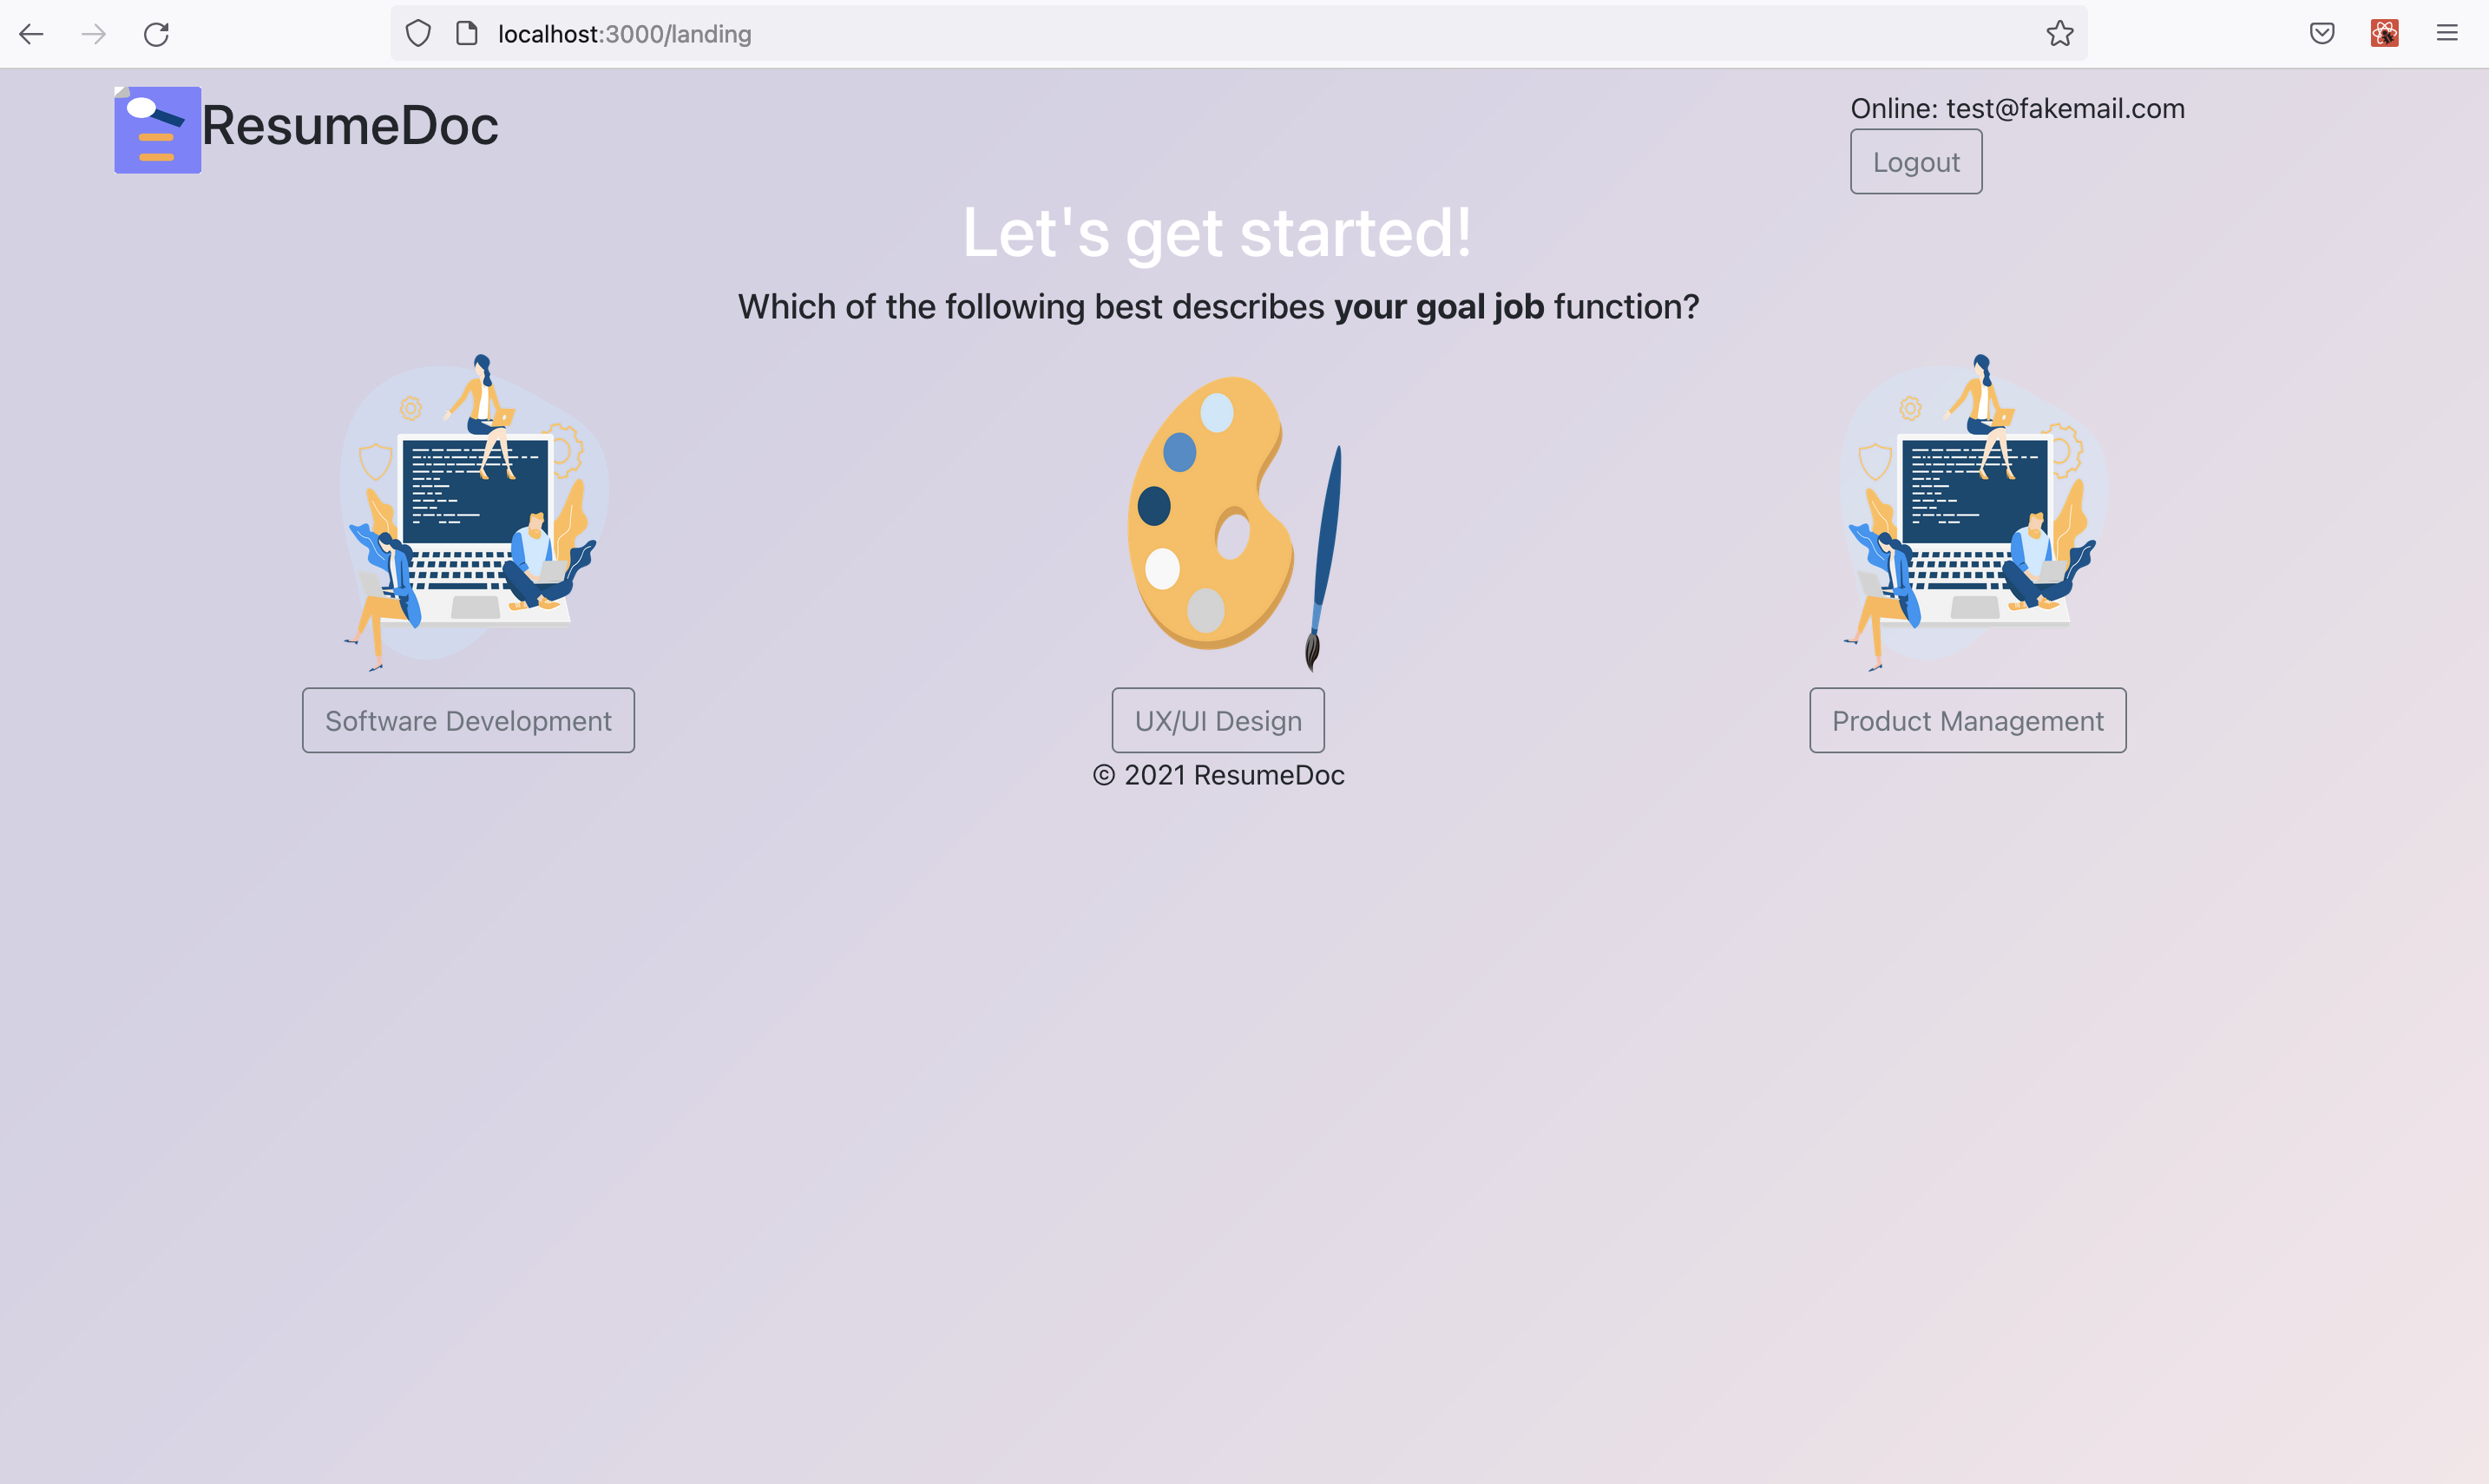 localhost:3000/landing
ResumeDoc
Online: test@fakemail.com
Logout
Let's get started!
Which of the following best describes your goal job function?
Software Development
UX/UI Design
Product Management
© 2021 ResumeDoc